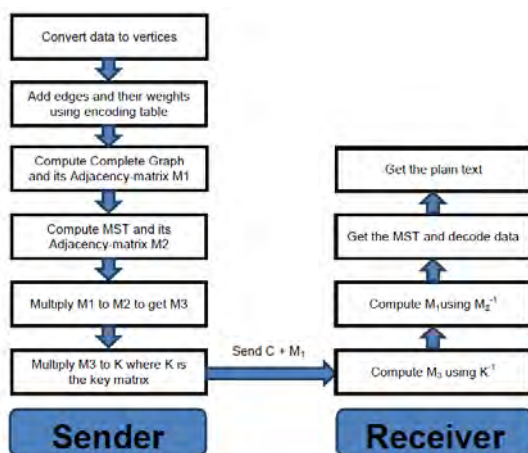 Convert data to vertices
Add edges and their weights
using encoding table
Compute Complete Graph
and its Adjacency-matrix M1
Compute MST and its
Adjacency-matrix M2
Multiply M1 to M2 to get M3
Multiply M3 to K where K is
the key matrix
Sender
Send C + M₁
Get the plain text
Get the MST and decode data
Compute M₁using M₂⁻¹
Compute M₃ using K⁻¹
Receiver